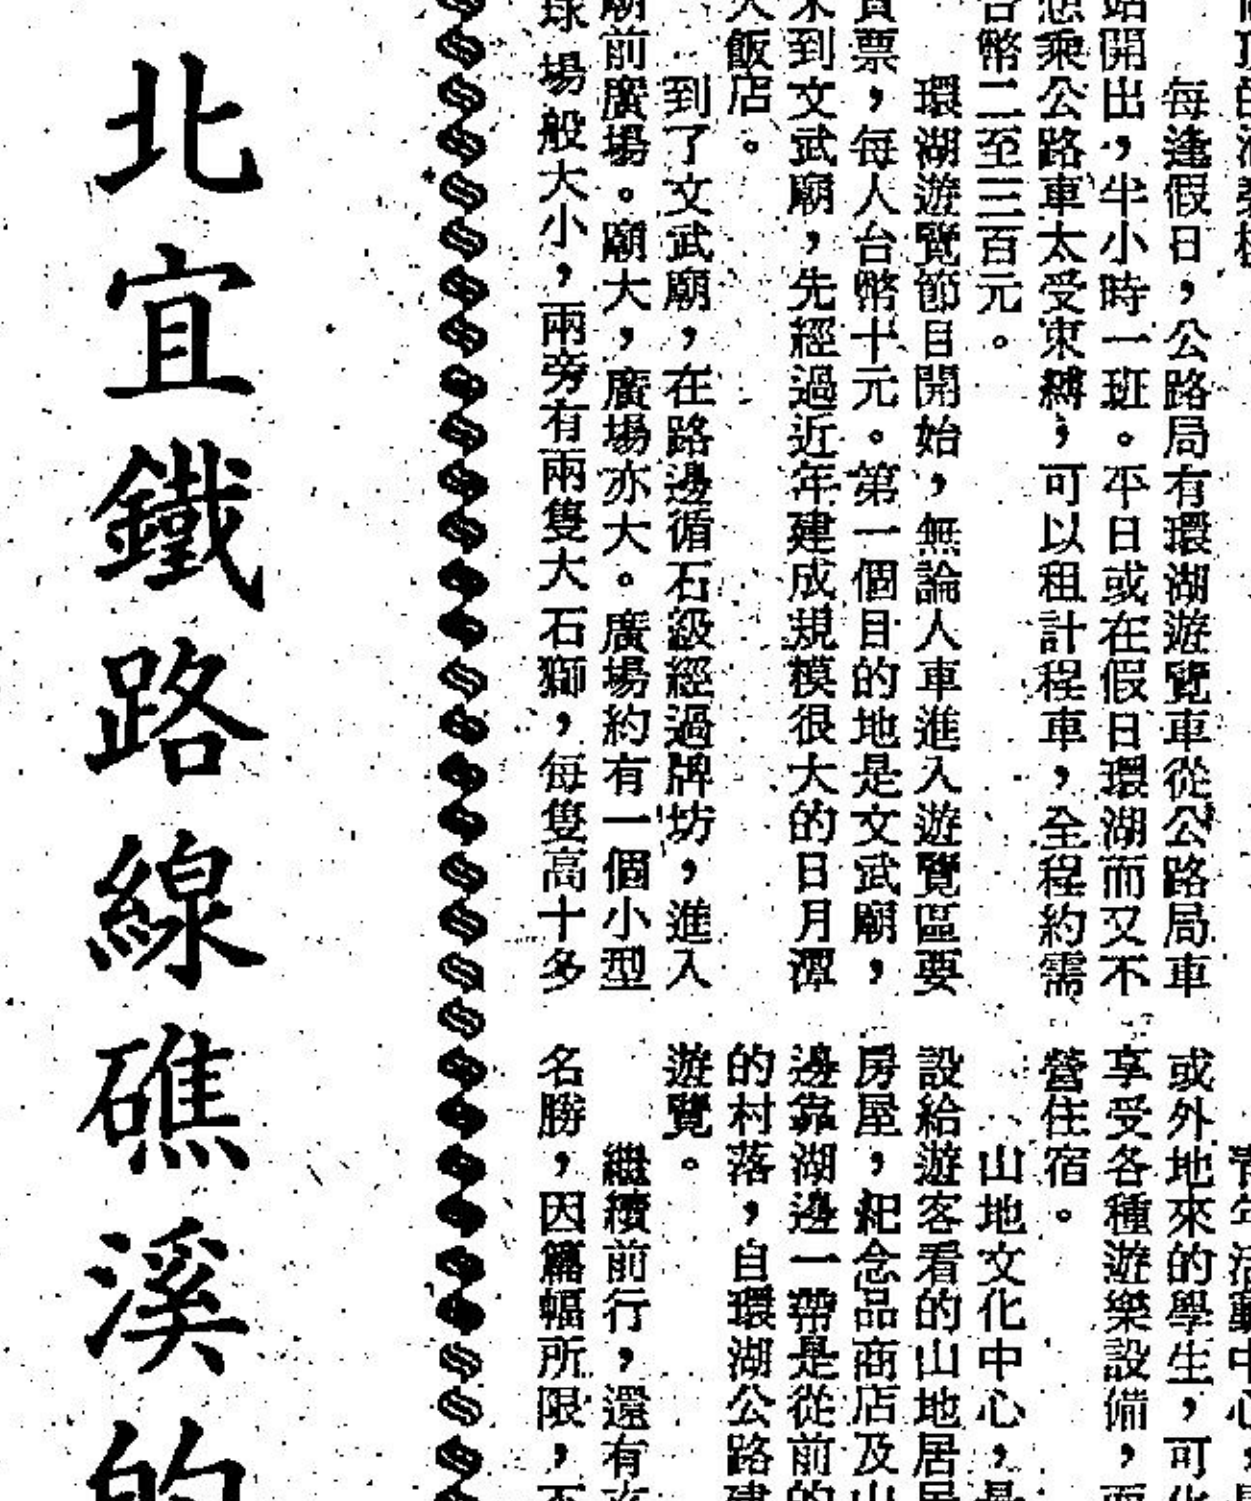 每逢假日，公路局有環湖遊覽車從公路局車
站開出，半小時一班。平日或在假日環湖而又不
想乘公路車太受束縛，可以租計程車，全程約需
台幣二至三百元。
環湖遊覽節目開始，無論人車進入遊覽區要
買票，每人台幣十元。第一個目的地是文武廟，
未到文武廟，先經過近年建成規模很大的日月潭
大飯店。
到了文武廟，在路邊循石級經過牌坊，進入
廟前廣場。廟大，廣場亦大。廣場約有一個小型
球場般大小，兩旁有兩隻大石獅，每隻高十多
青年活動中心，
或外地來的學生，可
享受各種遊樂設備，而
營住宿。
山地文化中心，是
設給遊客看的山地居民
房屋，紀念品商店及山
邊靠湖邊一帶是從前的
的村落，自環湖公路建
遊覽。
繼續前行，還有玄
名勝，因篇幅所限，不
北宜鐵路線礁溪的